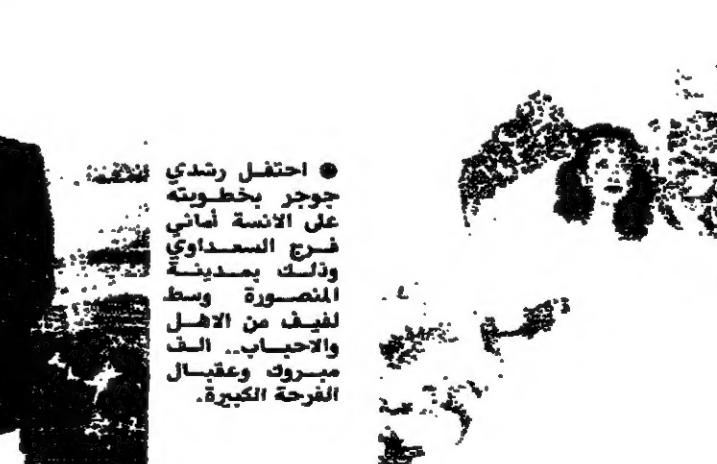 ● احتفل رشدي
جوجر بخطوبته
على الانسة أماني
فرج السعداوي
وذلك بمدينة
المنصورة وسط
لفيف من الاهل
والاحباب.. الف
مبروك وعقبال
الفرحة الكبيرة.